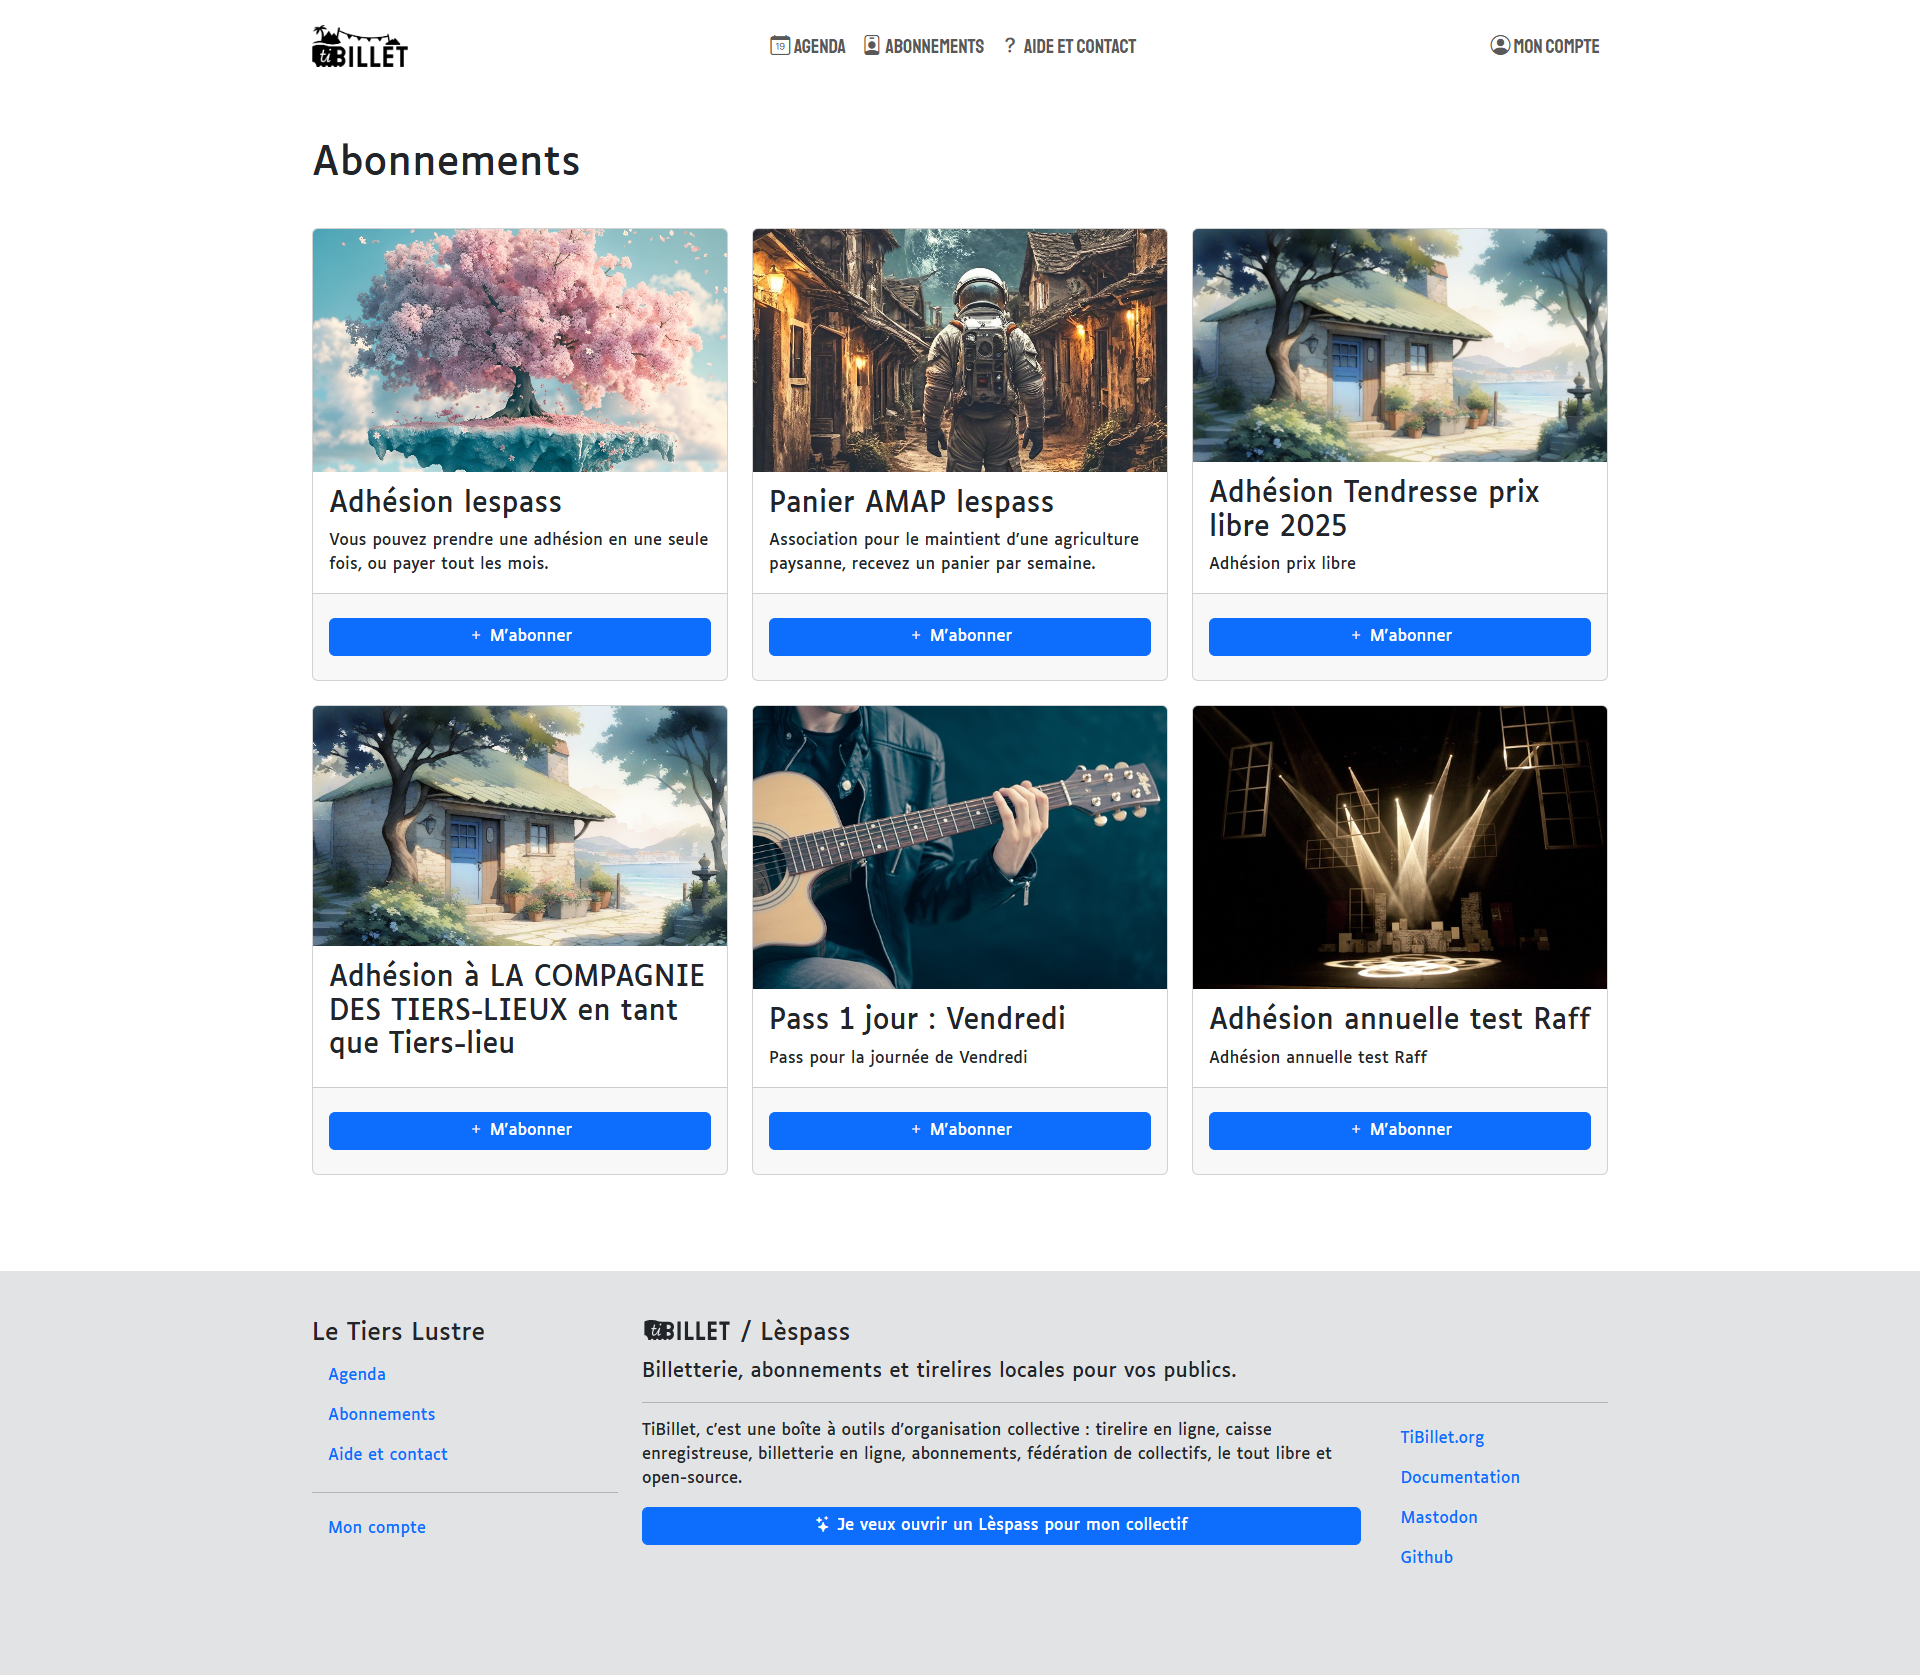 tiBILLET
19 AGENDA
ABONNEMENTS
? AIDE ET CONTACT
MON COMPTE
Abonnements
Adhésion lespass
Vous pouvez prendre une adhésion en une seule
fois, ou payer tout les mois.
+ M'abonner
Panier AMAP lespass
Association pour le maintient d'une agriculture
paysanne, recevez un panier par semaine.
+ M'abonner
Adhésion Tendresse prix
libre 2025
Adhésion prix libre
+ M'abonner
Adhésion à LA COMPAGNIE
DES TIERS-LIEUX en tant
que Tiers-lieu
+ M'abonner
Pass 1 jour : Vendredi
Pass pour la journée de Vendredi
+ M'abonner
Adhésion annuelle test Raff
Adhésion annuelle test Raff
+ M'abonner
Le Tiers Lustre
Agenda
Abonnements
Aide et contact
Mon compte
tiBILLET / Lèspass
Billetterie, abonnements et tirelires locales pour vos publics.
TiBillet, c'est une boîte à outils d'organisation collective : tirelire en ligne, caisse
enregistreuse, billetterie en ligne, abonnements, fédération de collectifs, le tout libre et
open-source.
Je veux ouvrir un Lèspass pour mon collectif
TiBillet.org
Documentation
Mastodon
Github